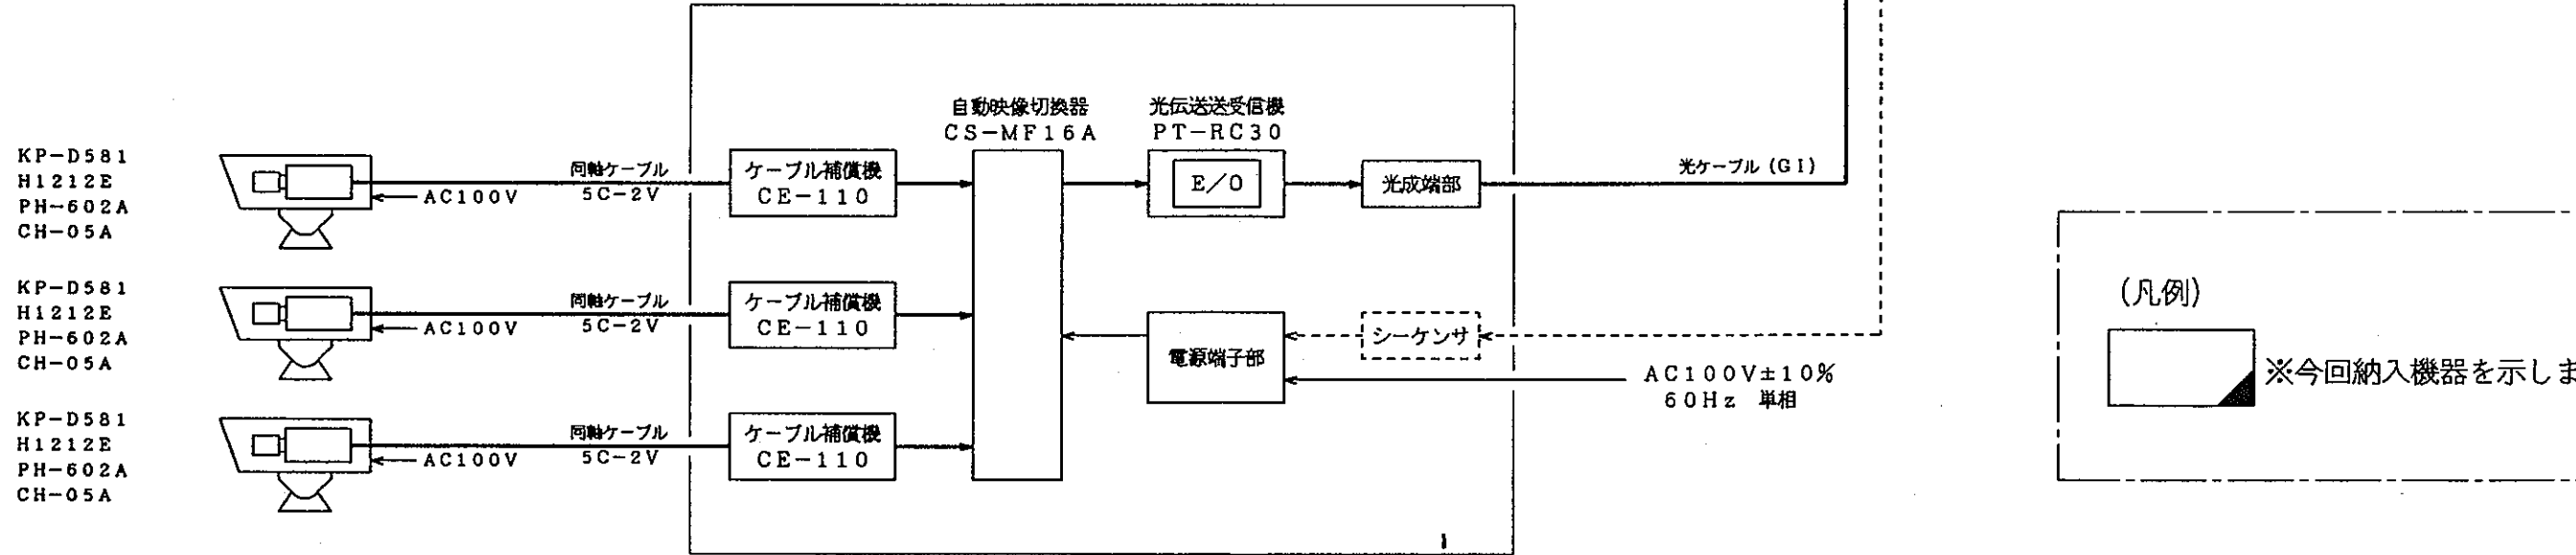 自動映像切換器
CS-MF16A
光伝送送受信機
PT-RC30
KP-D581
H1212E
PH-602A
CH-05A
AC100V
同軸ケーブル
5C-2V
ケーブル補償機
CE-110
E/O
光成端部
光ケーブル(GI)
KP-D581
H1212E
PH-602A
CH-05A
AC100V
同軸ケーブル
5C-2V
ケーブル補償機
CE-110
電源端子部
シーケンサ
AC100V±10%
60Hz 単相
(凡例)
※今回納入機器を示しま
KP-D581
H1212E
PH-602A
CH-05A
AC100V
同軸ケーブル
5C-2V
ケーブル補償機
CE-110